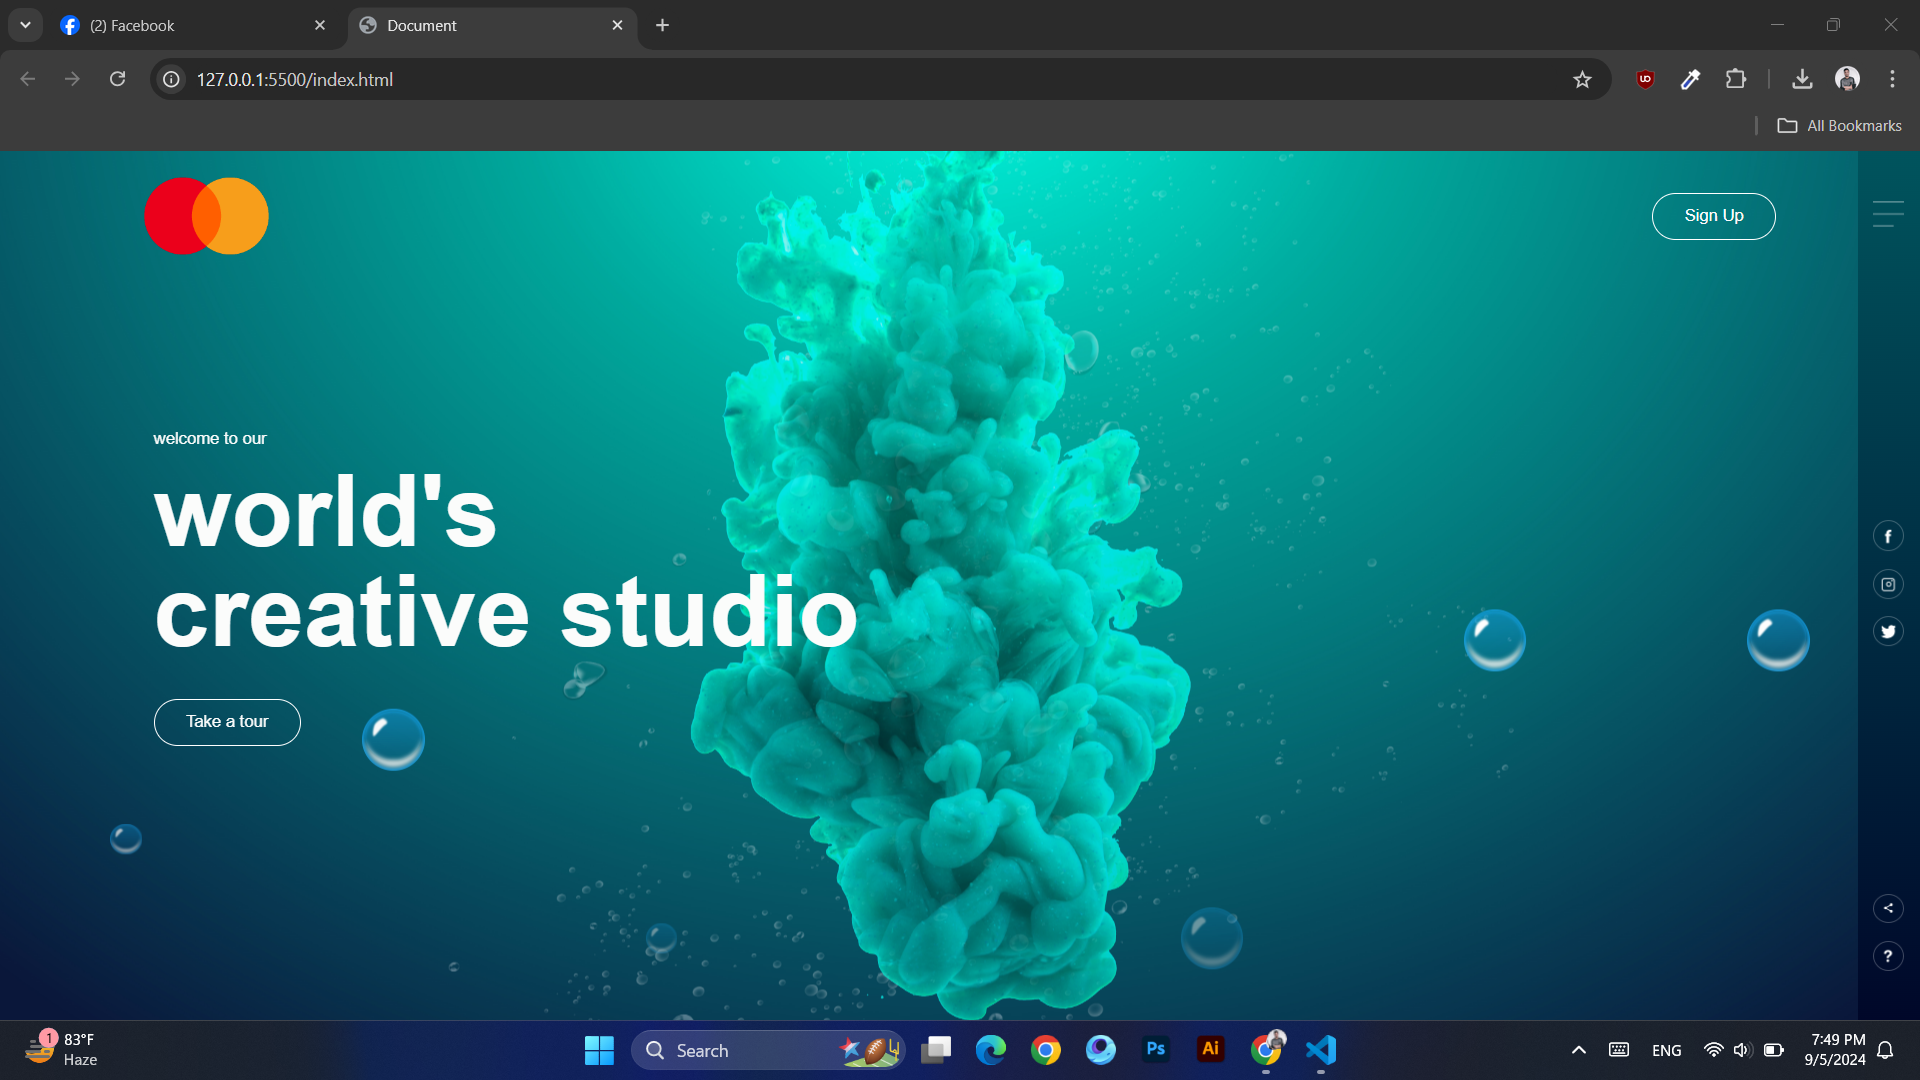 (2) Facebook
Document
127.0.0.1:5500/index.html
UO
All Bookmarks
Sign Up
welcome to our
world's
creative studio
Take a tour
?
1
83°F
Haze
Search
Ps
Ai
ENG
7:49 PM
9/5/2024